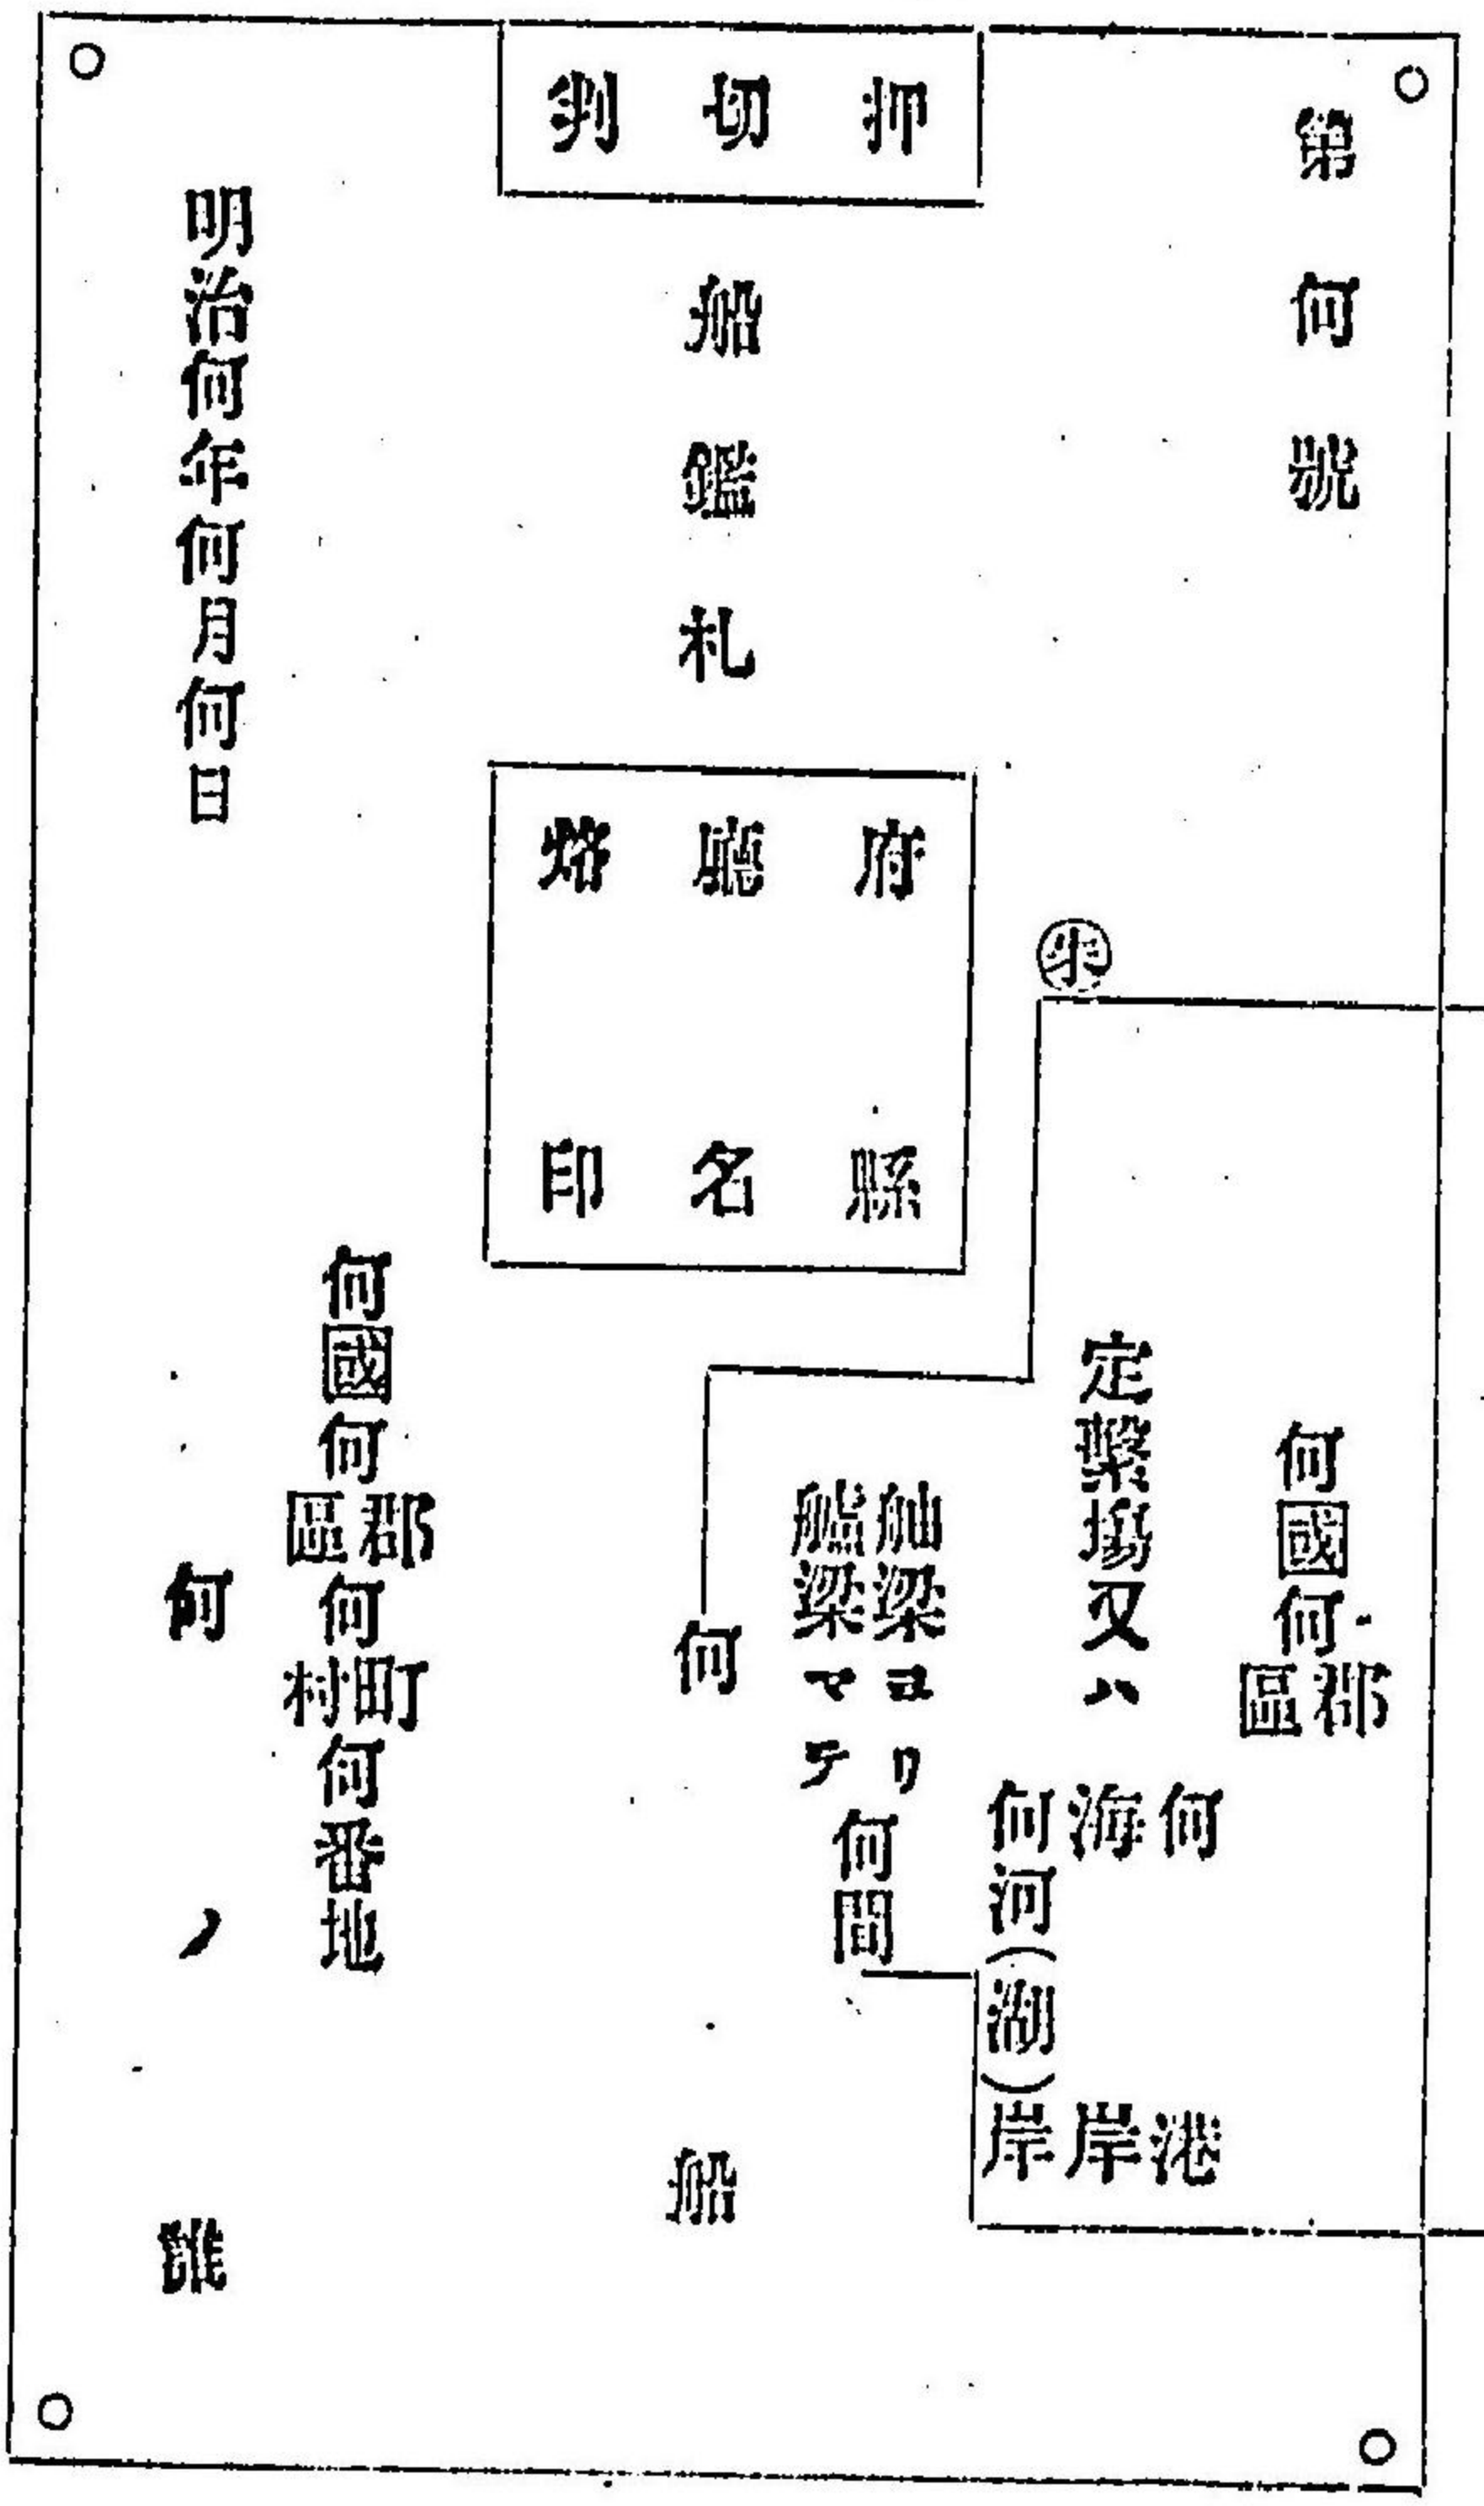 第何號
何國何郡區
定繫場又ハ
何海何
何河(湖)岸岸港
舳梁ヨリ
艫梁マテ
何間
押切判
船鑑札
府縣
廳名
烙印
何船
何國何郡區何町村何番地
明治何年何月何日
何ノ誰
朱